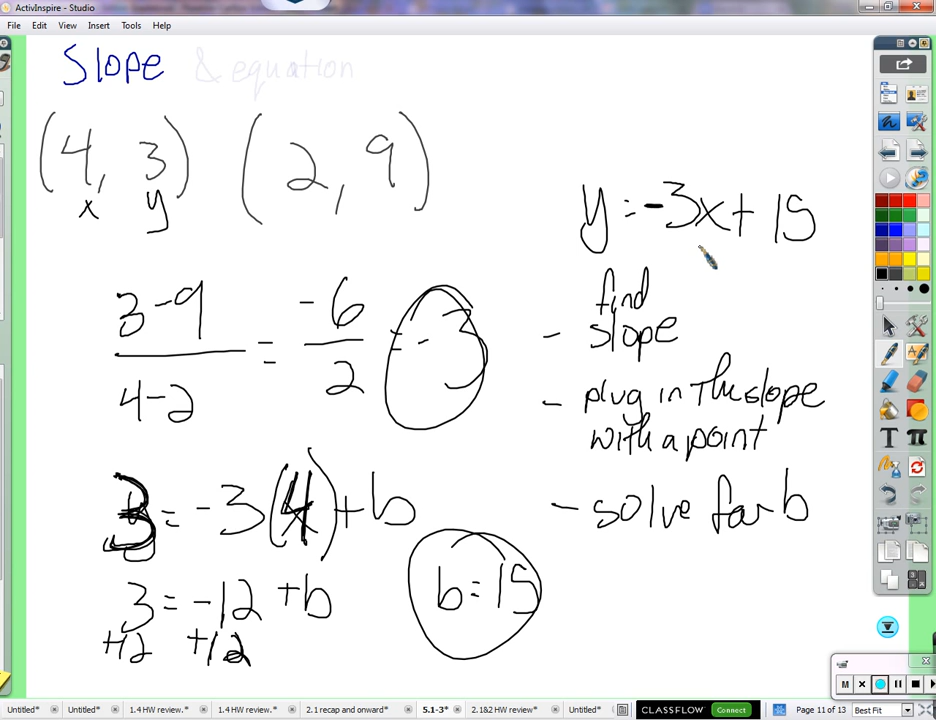 ActivInspire - Studio
File Edit View Insert Tools Help
Slope & equation
(4, 3) (2, 9)
x y
y = -3x + 15
3-9
4-2
= -6
2
= -3
- find
slope
- plug in the slope
with a point
- solve for b
3 = -3(4) + b
3 = -12 + b
+12 +12
b = 15
T π
M
Untitled* Untitled* 1.4 HW review.* 1.4 HW review.* 2.1 recap and onward* 5.1-3* 2.1&2 HW review* Untitled* CLASSFLOW Connect Page 11 of 13 Best Fit